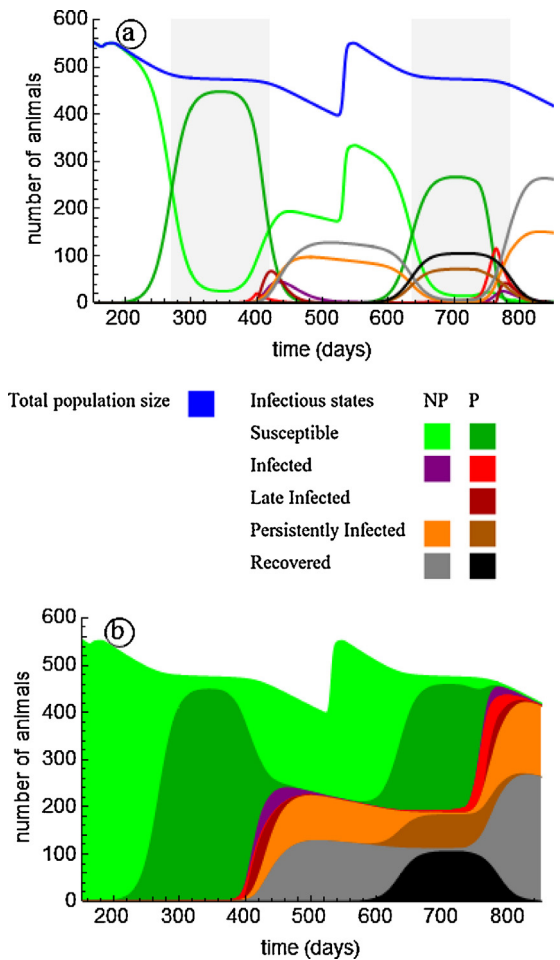 a
600
500
400
300
200
100
0
number of animals
200 300 400 500 600 700 800
time (days)
Total population size
Infectious states NP P
Susceptible
Infected
Late Infected
Persistently Infected
Recovered
b
600
500
400
300
200
100
0
number of animals
200 300 400 500 600 700 800
time (days)